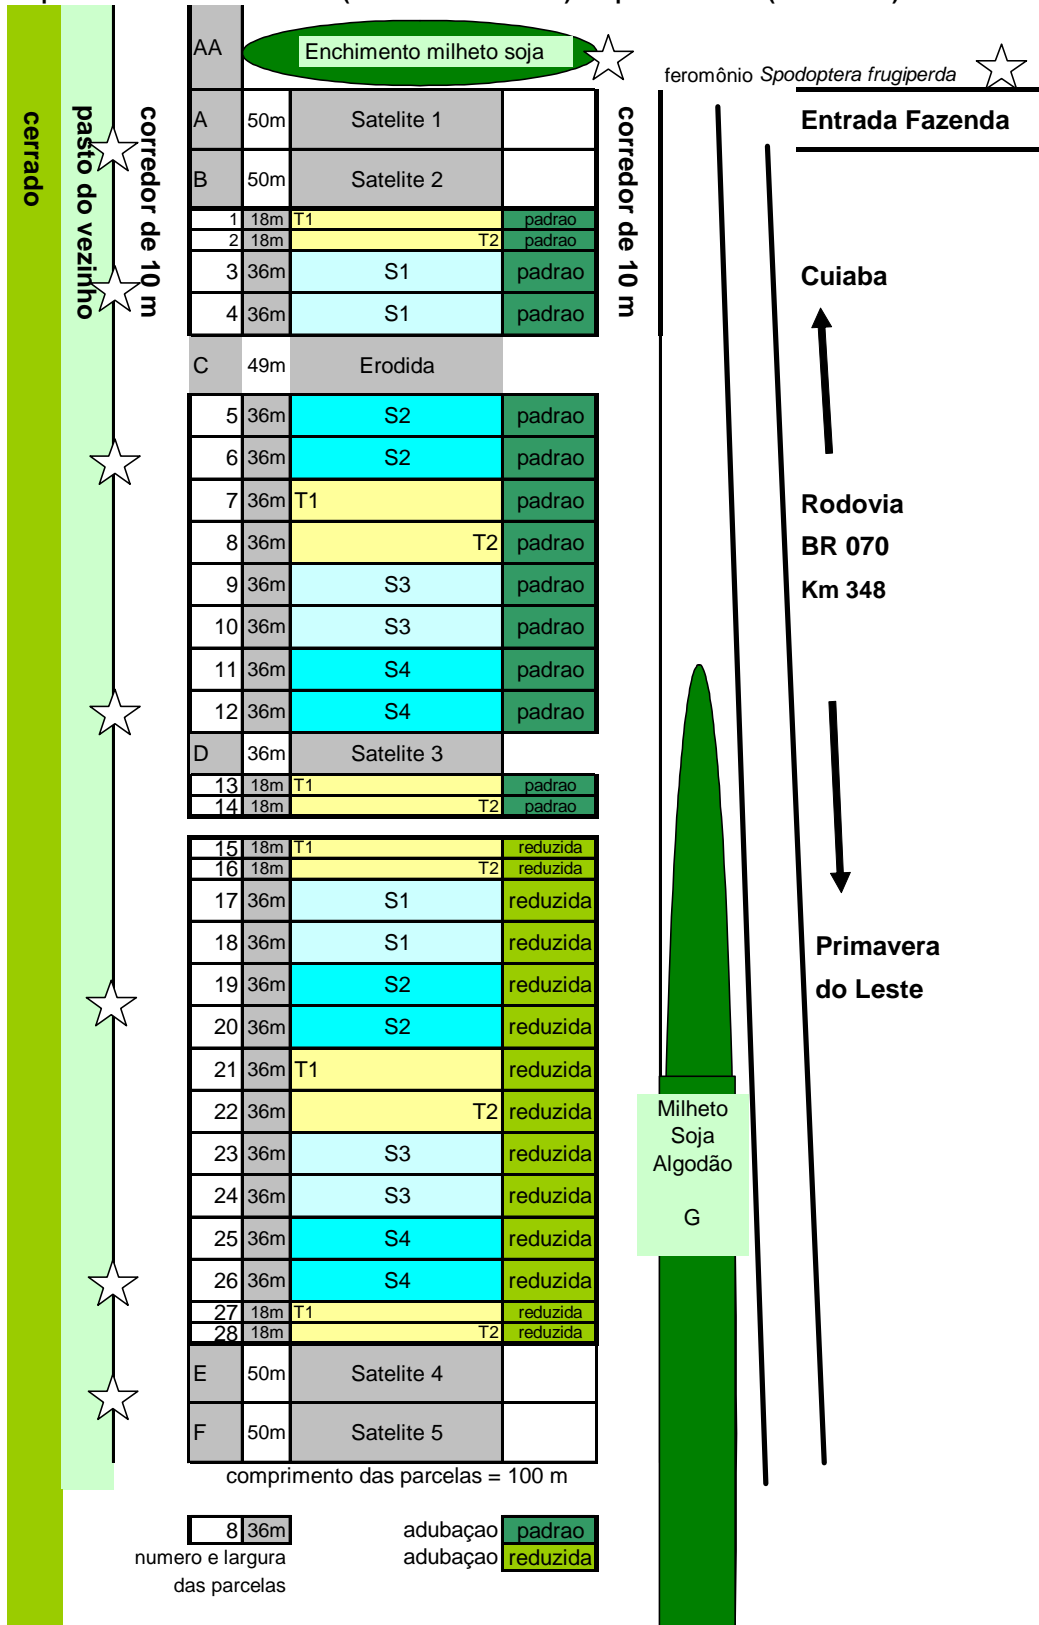 AA
Enchimento milheto soja
feromônio Spodoptera frugiperda
cerrado
pasto do vezinho
corredor de 10 m
corredor de 10 m
Entrada Fazenda
A 50m Satelite 1
B 50m Satelite 2
1 18m T1 padrao
2 18m T2 padrao
3 36m S1 padrao
4 36m S1 padrao
C 49m Erodida
5 36m S2 padrao
6 36m S2 padrao
7 36m T1 padrao
8 36m T2 padrao
9 36m S3 padrao
10 36m S3 padrao
11 36m S4 padrao
12 36m S4 padrao
D 36m Satelite 3
13 18m T1 padrao
14 18m T2 padrao
15 18m T1 reduzida
16 18m T2 reduzida
17 36m S1 reduzida
18 36m S1 reduzida
19 36m S2 reduzida
20 36m S2 reduzida
21 36m T1 reduzida
22 36m T2 reduzida
23 36m S3 reduzida
24 36m S3 reduzida
25 36m S4 reduzida
26 36m S4 reduzida
27 18m T1 reduzida
28 18m T2 reduzida
E 50m Satelite 4
F 50m Satelite 5
comprimento das parcelas = 100 m
Cuiaba
Rodovia
BR 070
Km 348
Primavera
do Leste
Milheto
Soja
Algodão
G
8 36m
numero e largura
das parcelas
adubaçao padrao
adubaçao reduzida